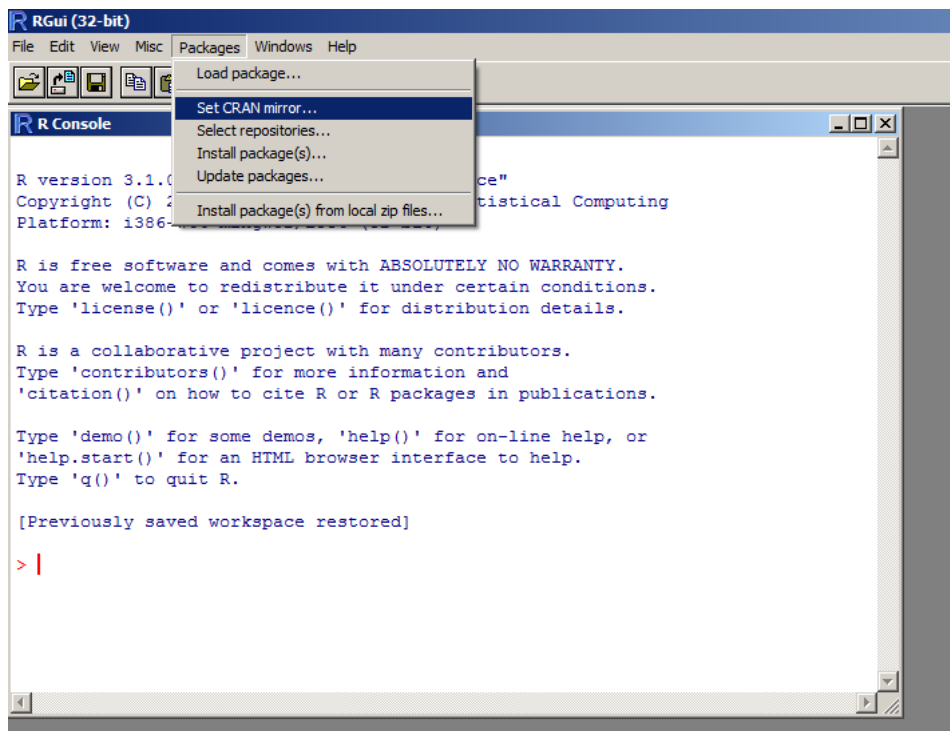 RGui (32-bit)
File Edit View Misc Packages Windows Help
Load package...
Set CRAN mirror...
Select repositories...
Install package(s)...
Update packages...
Install package(s) from local zip files...
R Console
R version 3.1. ce"
Copyright (C) tistical Computing
Platform: i386-
R is free software and comes with ABSOLUTELY NO WARRANTY.
You are welcome to redistribute it under certain conditions.
Type 'license()' or 'licence()' for distribution details.
R is a collaborative project with many contributors.
Type 'contributors()' for more information and
'citation()' on how to cite R or R packages in publications.
Type 'demo()' for some demos, 'help()' for on-line help, or
'help.start()' for an HTML browser interface to help.
Type 'q()' to quit R.
[Previously saved workspace restored]
>